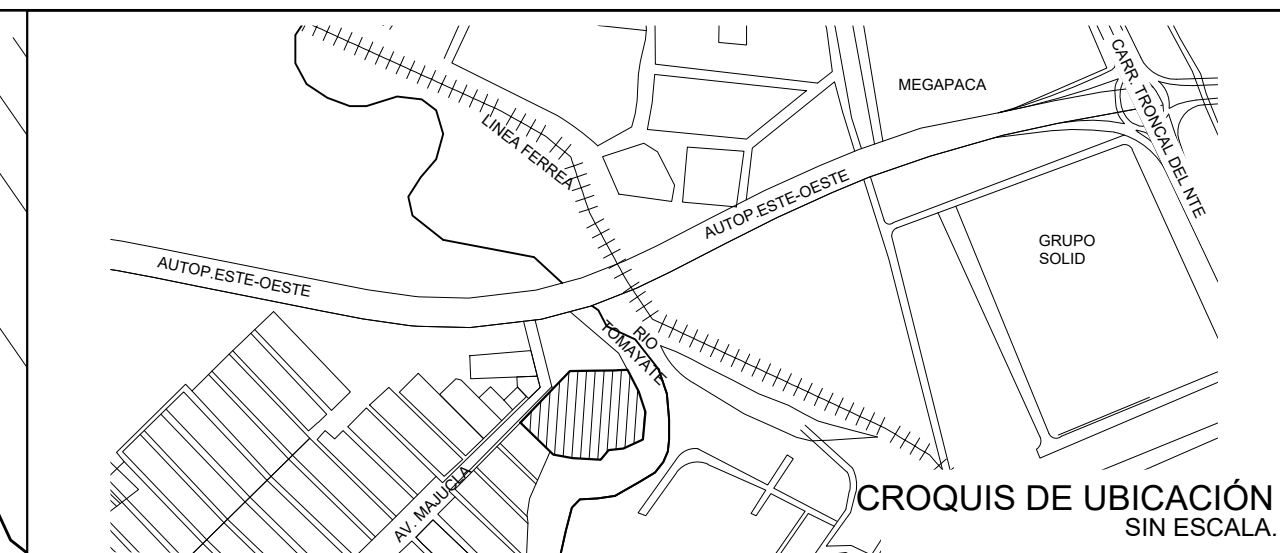 CARR. TRONCAL DEL NTE
MEGAPACA
LINEA FERREA
AUTOP.ESTE-OESTE
GRUPO
SOLID
AUTOP.ESTE-OESTE
RIO
TOMAYATE
AV. MAJUCLA
CROQUIS DE UBICACIÓN
SIN ESCALA.